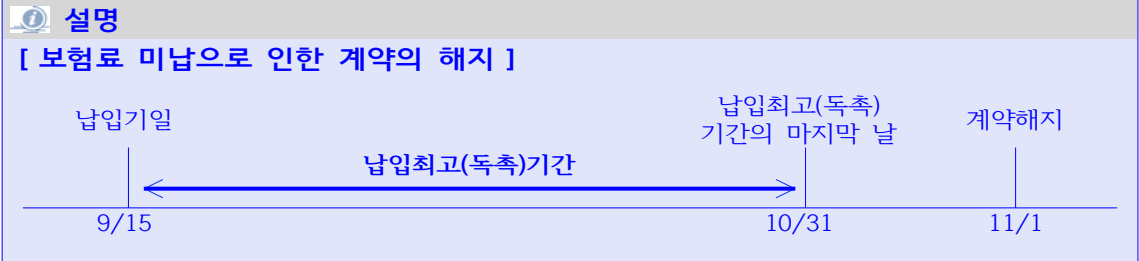 설명
[ 보험료 미납으로 인한 계약의 해지 ]
납입기일
납입최고(독촉)
기간의 마지막 날
계약해지
납입최고(독촉)기간
9/15
10/31
11/1